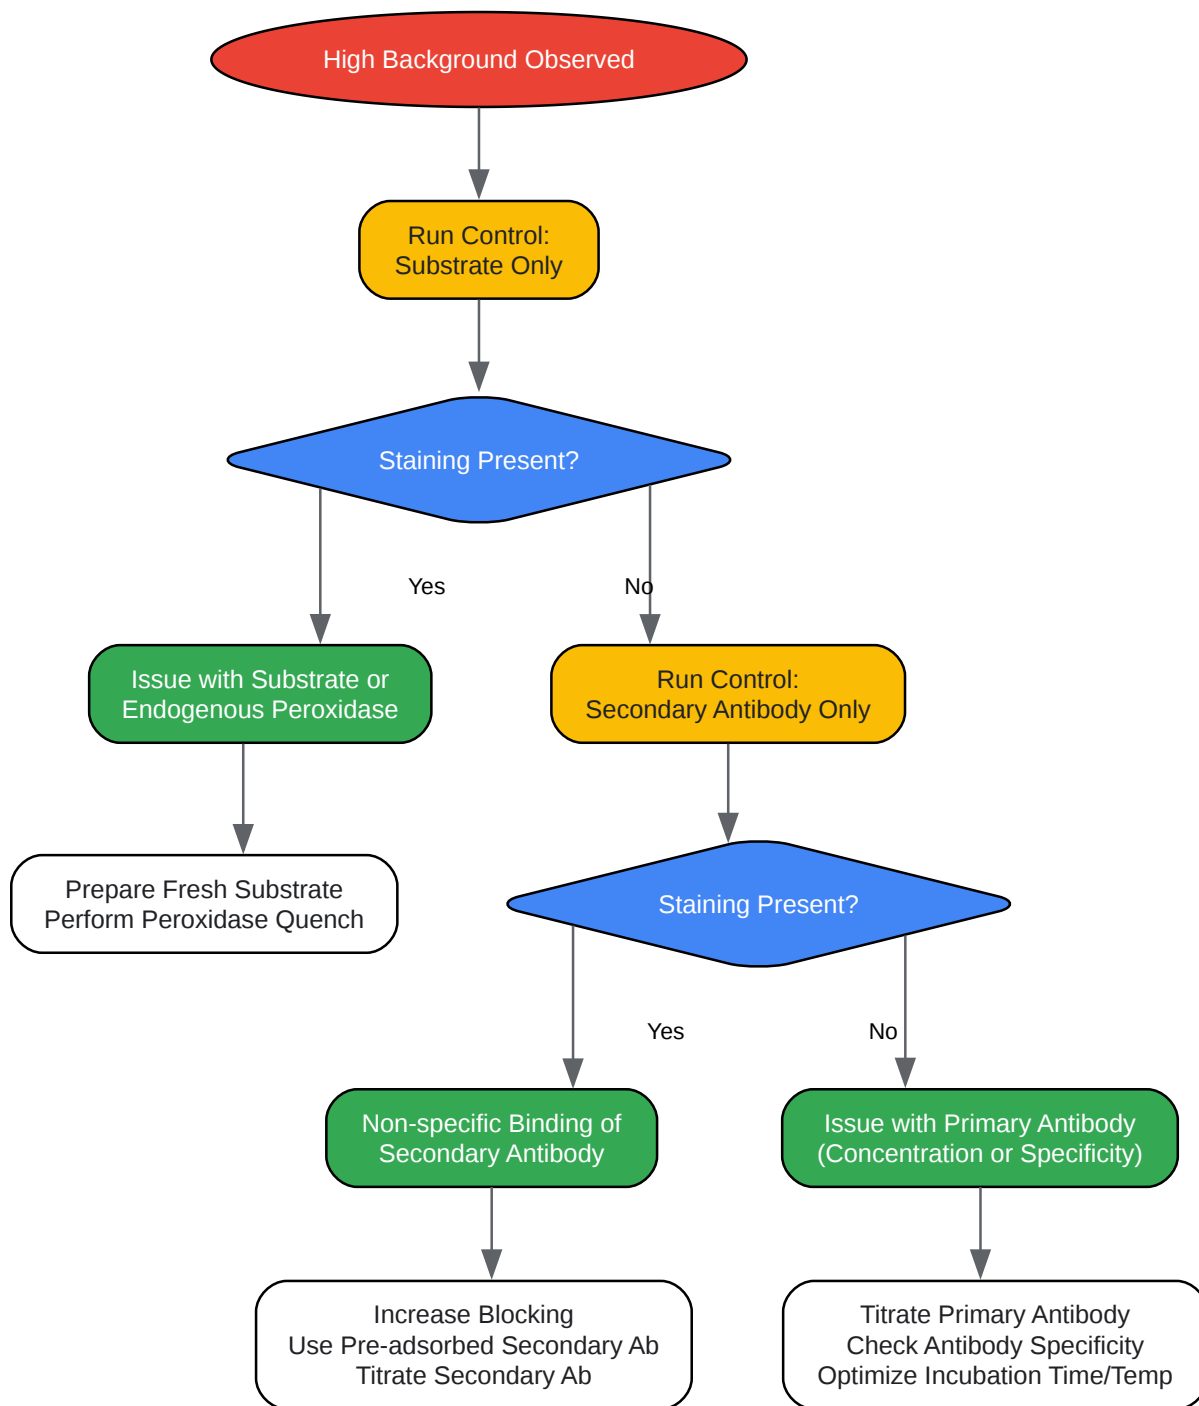 High Background Observed
Run Control:
Substrate Only
Staining Present?
Yes
No
Issue with Substrate or
Endogenous Peroxidase
Run Control:
Secondary Antibody Only
Prepare Fresh Substrate
Perform Peroxidase Quench
Staining Present?
Yes
No
Non-specific Binding of
Secondary Antibody
Issue with Primary Antibody
(Concentration or Specificity)
Increase Blocking
Use Pre-adsorbed Secondary Ab
Titrate Secondary Ab
Titrate Primary Antibody
Check Antibody Specificity
Optimize Incubation Time/Temp